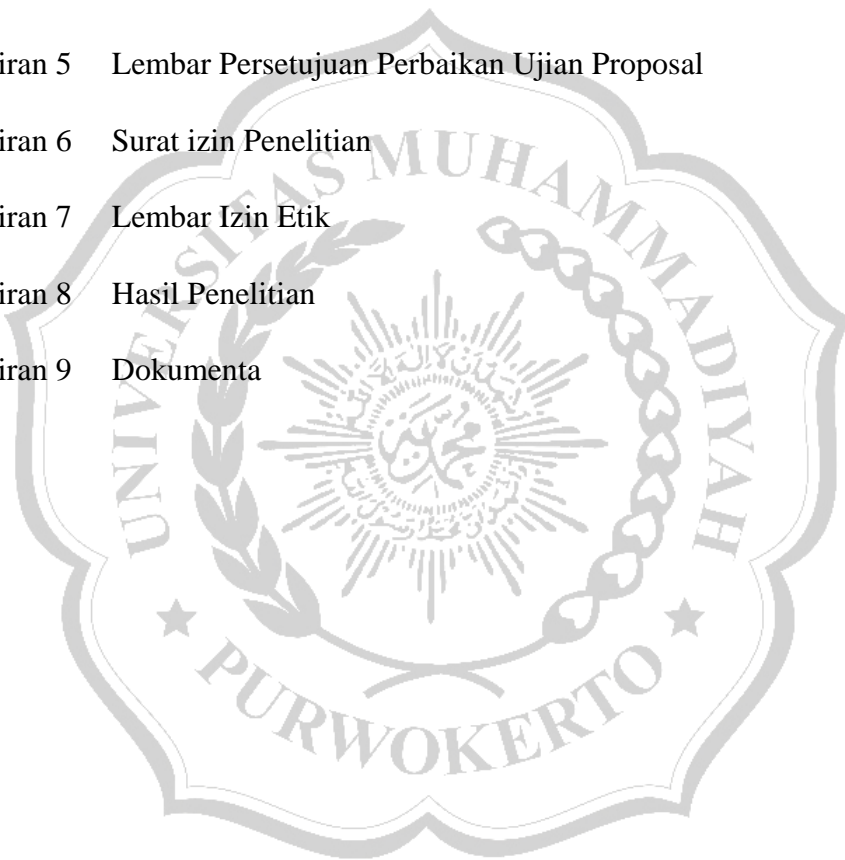 iran 5 Lembar Persetujuan Perbaikan Ujian Proposal
iran 6 Surat izin Penelitian
iran 7 Lembar Izin Etik
iran 8 Hasil Penelitian
iran 9 Dokumenta
UNIVERSITAS MUHAMMADIYAH
PURWOKERTO